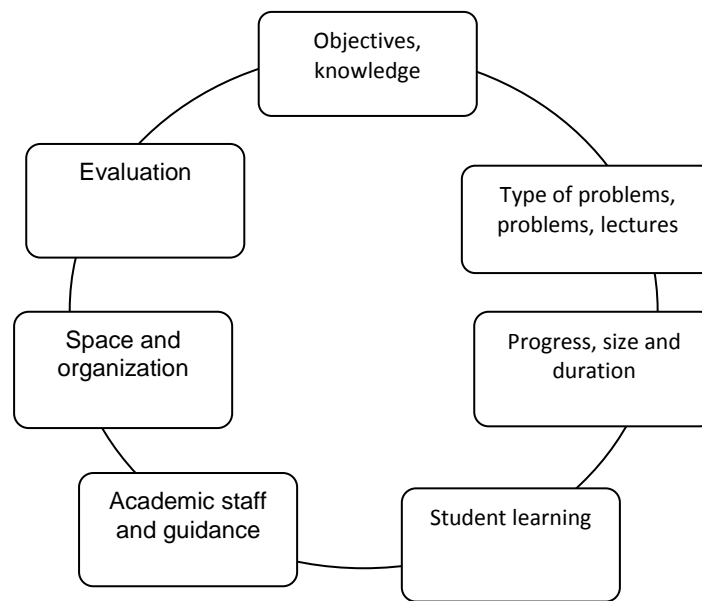 Objectives,
knowledge
Type of problems,
problems, lectures
Progress, size and
duration
Student learning
Academic staff
and guidance
Space and
organization
Evaluation